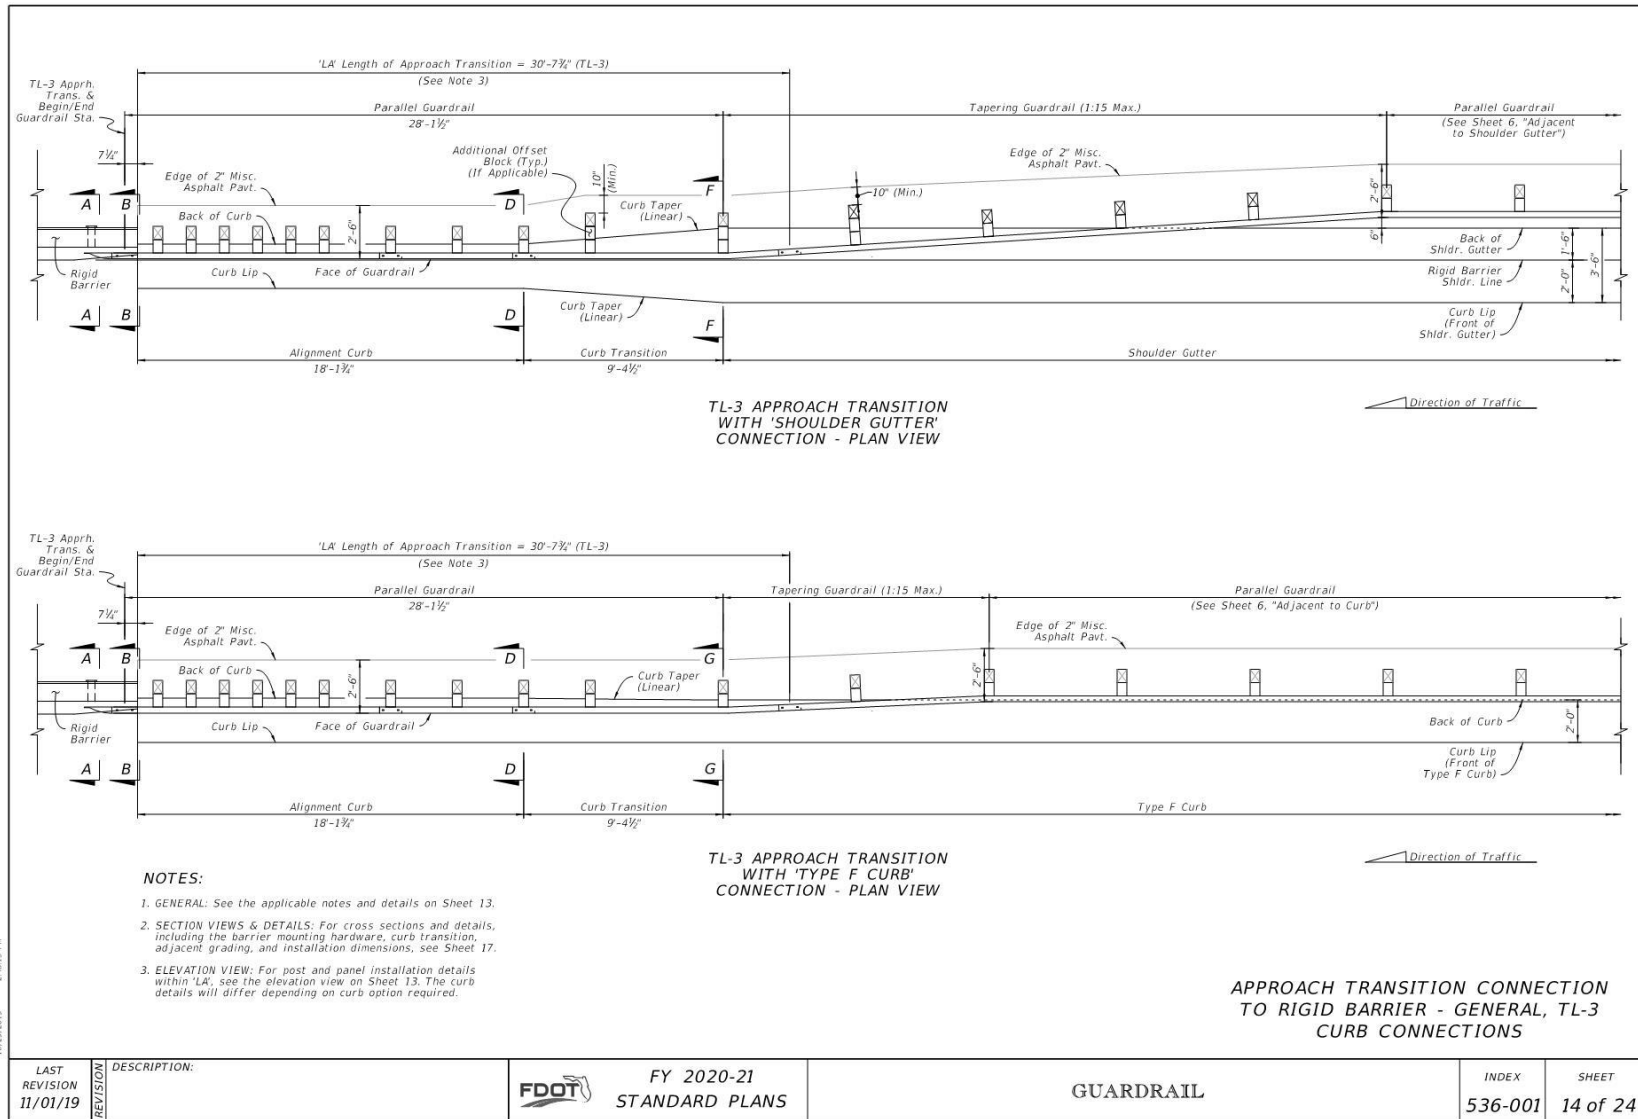 'LA' Length of Approach Transition = 30'-7¾" (TL-3)
(See Note 3)
TL-3 Apprh.
Trans. &
Begin/End
Guardrail Sta.
Parallel Guardrail
28'-1½"
Tapering Guardrail (1:15 Max.)
Parallel Guardrail
(See Sheet 6, "Adjacent
to Shoulder Gutter")
7¼"
Additional Offset
Block (Typ.)
(If Applicable)
10"
(Min.)
Edge of 2" Misc.
Asphalt Pavt.
Edge of 2" Misc.
Asphalt Pavt.
10" (Min.)
A
B
D
F
Back of Curb
2'-6"
Curb Taper
(Linear)
2'-6"
6"
Rigid
Barrier
Curb Lip
Face of Guardrail
Curb Taper
(Linear)
Back of
Shldr. Gutter
Rigid Barrier
Shldr. Line
1'-6"
2'-0"
3'-6"
Curb Lip
(Front of
Shldr. Gutter)
A
B
D
F
Alignment Curb
18'-1¾"
Curb Transition
9'-4½"
Shoulder Gutter
TL-3 APPROACH TRANSITION
WITH 'SHOULDER GUTTER'
CONNECTION - PLAN VIEW
Direction of Traffic
'LA' Length of Approach Transition = 30'-7¾" (TL-3)
(See Note 3)
TL-3 Apprh.
Trans. &
Begin/End
Guardrail Sta.
Parallel Guardrail
28'-1½"
Tapering Guardrail (1:15 Max.)
Parallel Guardrail
(See Sheet 6, "Adjacent to Curb")
7¼"
Edge of 2" Misc.
Asphalt Pavt.
Edge of 2" Misc.
Asphalt Pavt.
A
B
D
G
Back of Curb
2'-6"
Curb Taper
(Linear)
2'-6"
Rigid
Barrier
Curb Lip
Face of Guardrail
Back of Curb
2'-0"
Curb Lip
(Front of
Type F Curb)
A
B
D
G
Alignment Curb
18'-1¾"
Curb Transition
9'-4½"
Type F Curb
TL-3 APPROACH TRANSITION
WITH 'TYPE F CURB'
CONNECTION - PLAN VIEW
Direction of Traffic
NOTES:
1. GENERAL: See the applicable notes and details on Sheet 13.
2. SECTION VIEWS & DETAILS: For cross sections and details,
including the barrier mounting hardware, curb transition,
adjacent grading, and installation dimensions, see Sheet 17.
3. ELEVATION VIEW: For post and panel installation details
within 'LA', see the elevation view on Sheet 13. The curb
details will differ depending on curb option required.
APPROACH TRANSITION CONNECTION
TO RIGID BARRIER - GENERAL, TL-3
CURB CONNECTIONS
LAST
REVISION
11/01/19
REVISION
DESCRIPTION:
FDOT
FY 2020-21
STANDARD PLANS
GUARDRAIL
INDEX
536-001
SHEET
14 of 24